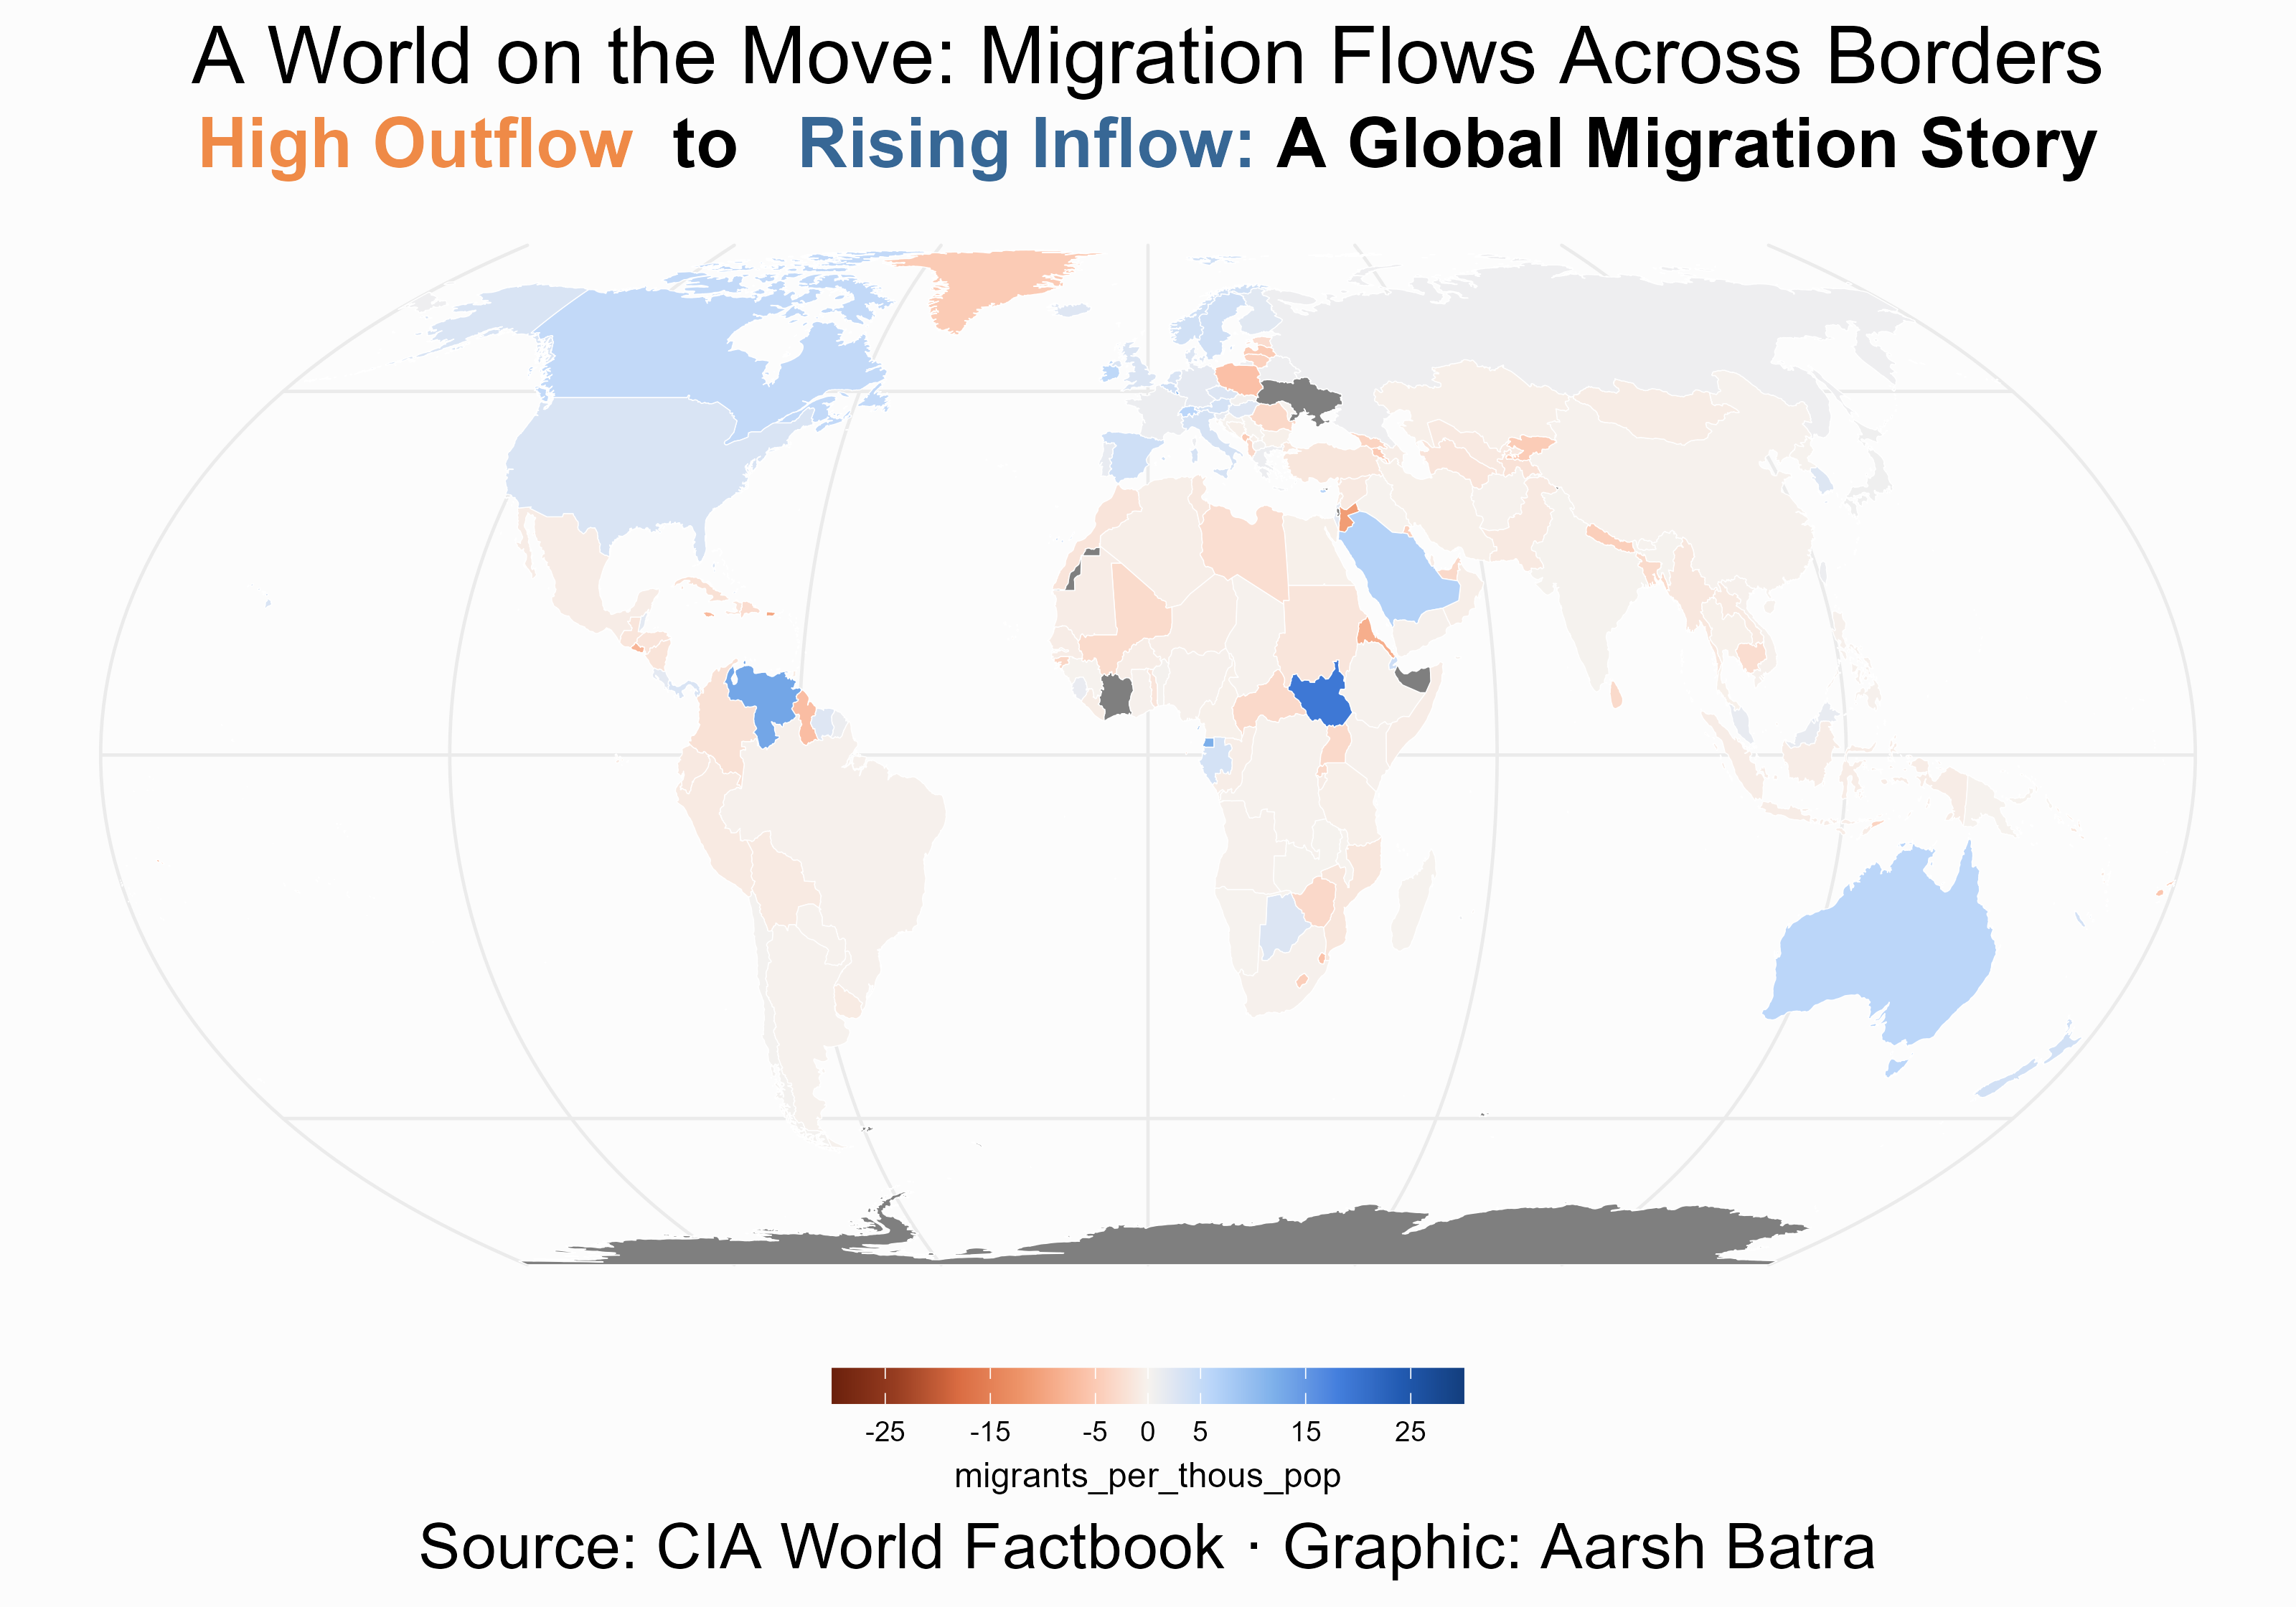 A World on the Move: Migration Flows Across Borders
High Outflow to Rising Inflow: A Global Migration Story
-25 -15 -5 0 5 15 25
migrants_per_thous_pop
Source: CIA World Factbook · Graphic: Aarsh Batra